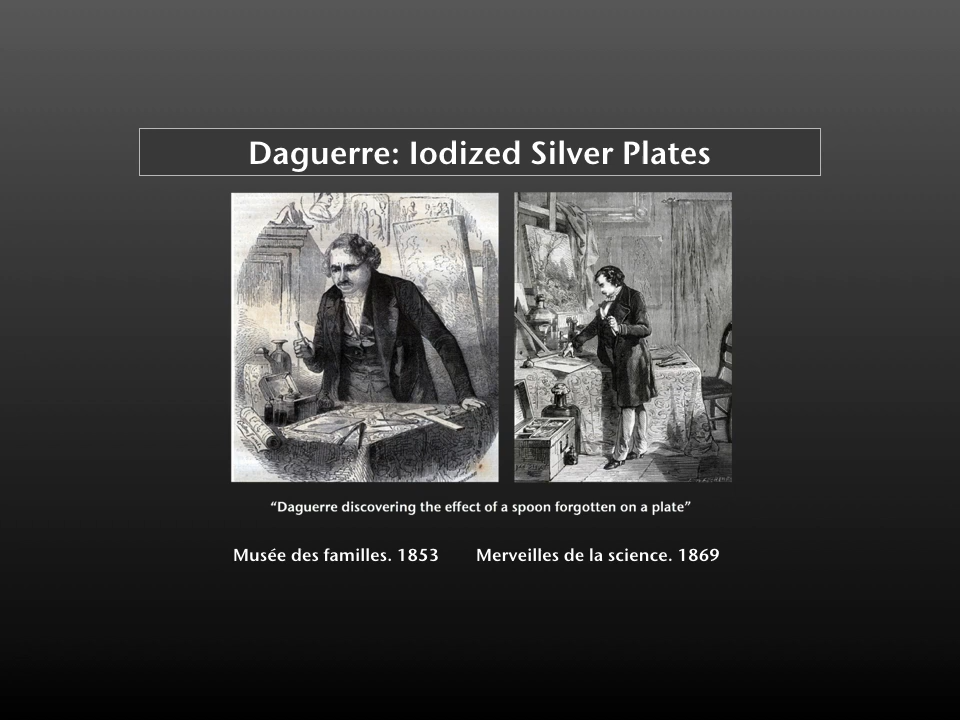 Daguerre: Iodized Silver Plates
“Daguerre discovering the effect of a spoon forgotten on a plate”
Musée des familles. 1853
Merveilles de la science. 1869